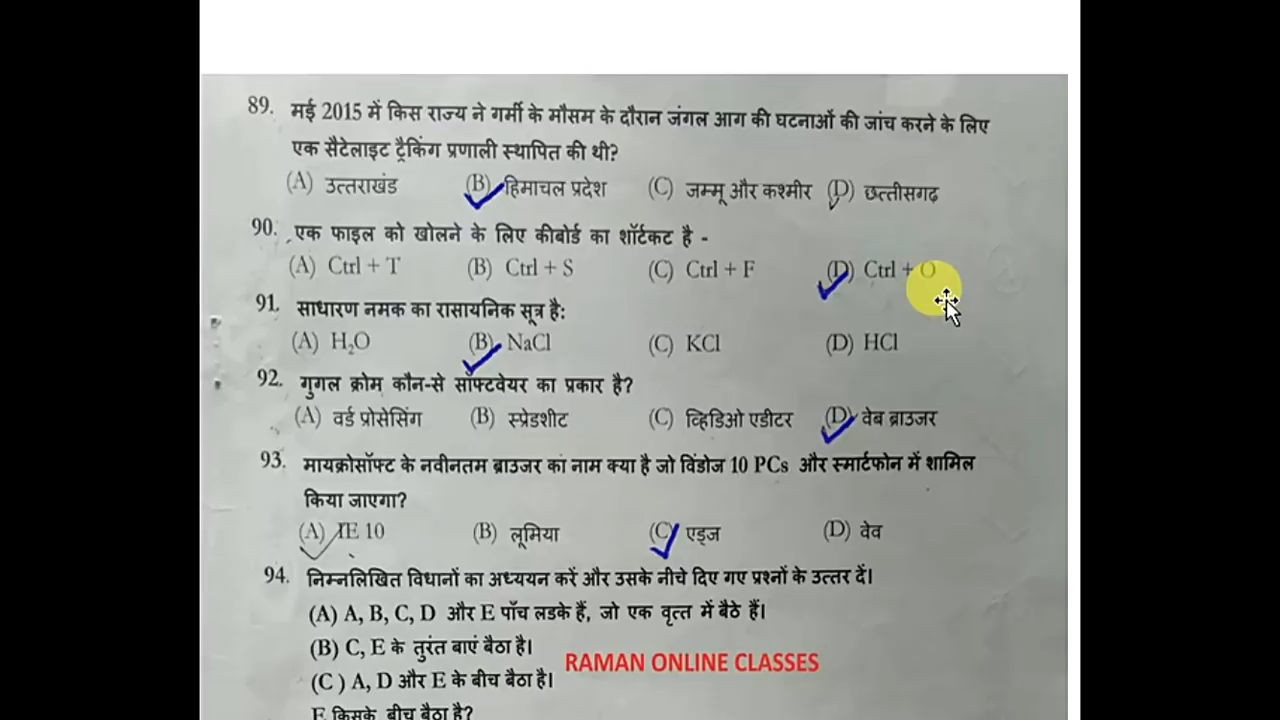 89. मई 2015 में किस राज्य ने गर्मी के मौसम के दौरान जंगल आग की घटनाओं की जांच करने के लिए
एक सैटेलाइट ट्रैकिंग प्रणाली स्थापित की थी?
(A) उत्तराखंड (B) हिमाचल प्रदेश (C) जम्मू और कश्मीर (D) छत्तीसगढ़
90. एक फाइल को खोलने के लिए कीबोर्ड का शॉर्टकट है -
(A) Ctrl + T (B) Ctrl + S (C) Ctrl + F (D) Ctrl + O
91. साधारण नमक का रासायनिक सूत्र है:
(A) H₂O (B) NaCl (C) KCl (D) HCl
92. गुगल क्रोम कौन-से सॉफ्टवेयर का प्रकार है?
(A) वर्ड प्रोसेसिंग (B) स्प्रेडशीट (C) व्हिडिओ एडीटर (D) वेब ब्राउजर
93. मायक्रोसॉफ्ट के नवीनतम ब्राउजर का नाम क्या है जो विंडोज 10 PCs और स्मार्टफोन में शामिल
किया जाएगा?
(A) IE 10 (B) लूमिया (C) एड्ज (D) वेव
94. निम्नलिखित विधानों का अध्ययन करें और उसके नीचे दिए गए प्रश्नों के उत्तर दें।
(A) A, B, C, D और E पाँच लडके हैं, जो एक वृत्त में बैठे हैं।
(B) C, E के तुरंत बाएं बैठा है।
(C ) A, D और E के बीच बैठा है।
RAMAN ONLINE CLASSES
E किसके बीच बैठा है?